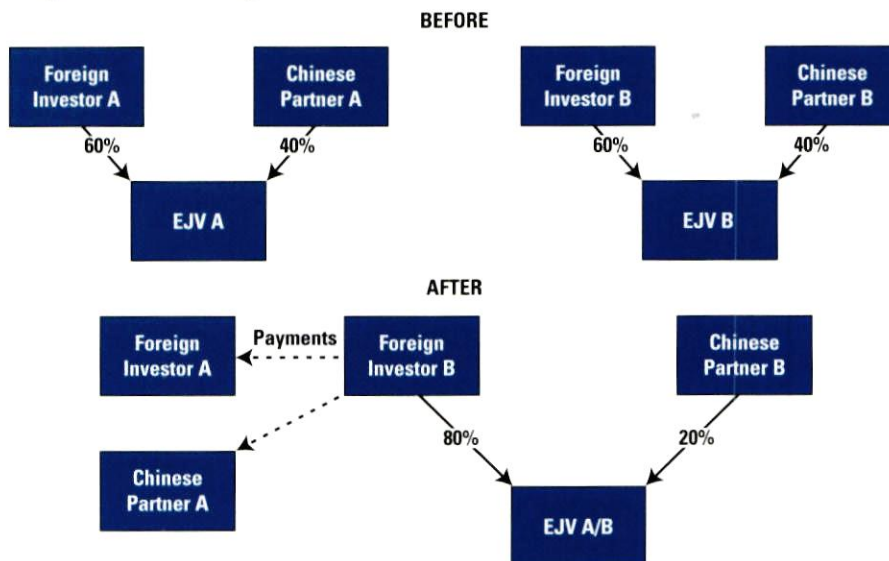 BEFORE
Foreign
Investor A
Chinese
Partner A
60%
40%
EJV A
Foreign
Investor B
Chinese
Partner B
60%
40%
EJV B
AFTER
Foreign
Investor A
Payments
Foreign
Investor B
Chinese
Partner B
Chinese
Partner A
80%
20%
EJV A/B